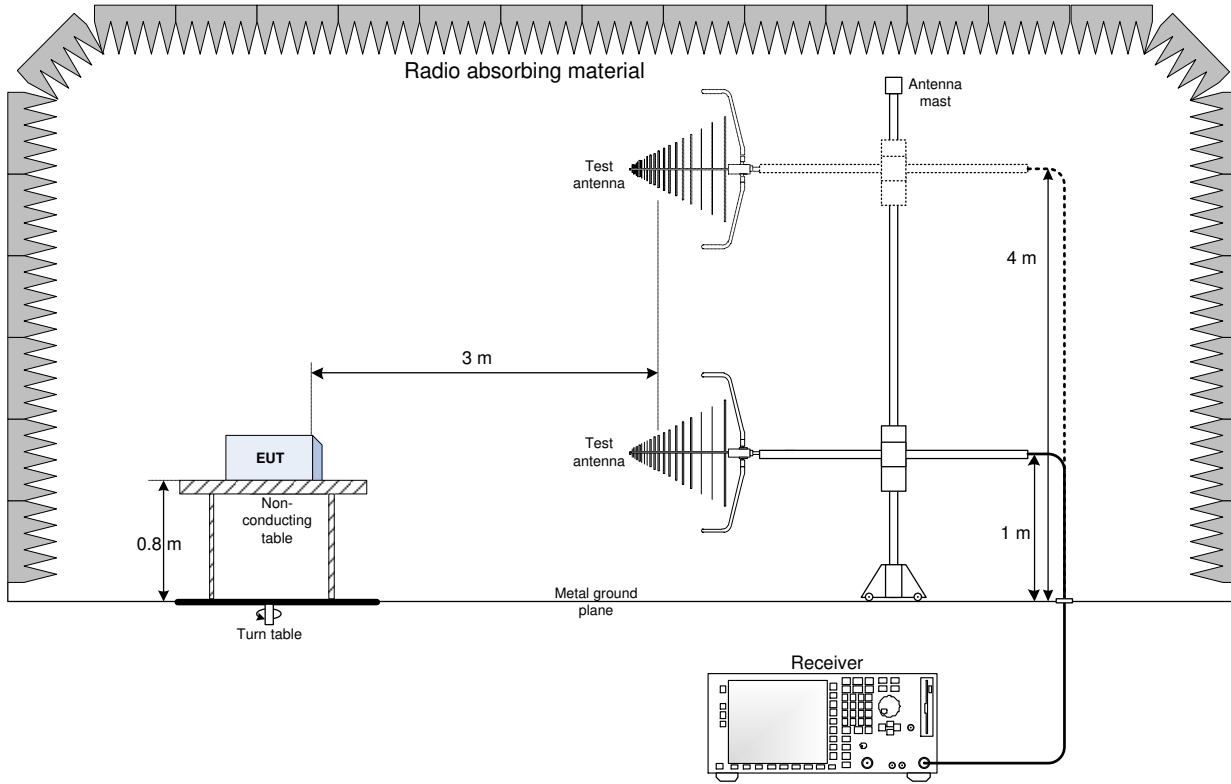 Radio absorbing material
Antenna
mast
Test
antenna
4 m
3 m
Test
antenna
EUT
Non-
conducting
table
0.8 m
1 m
Metal ground
plane
Turn table
Receiver